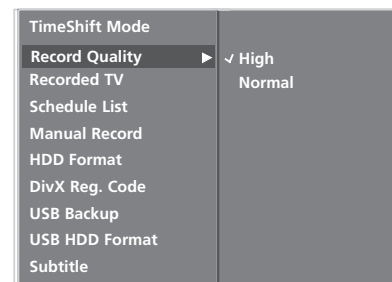 TimeShift Mode
Record Quality
High
Recorded TV
Normal
Schedule List
Manual Record
HDD Format
DivX Reg. Code
USB Backup
USB HDD Format
Subtitle